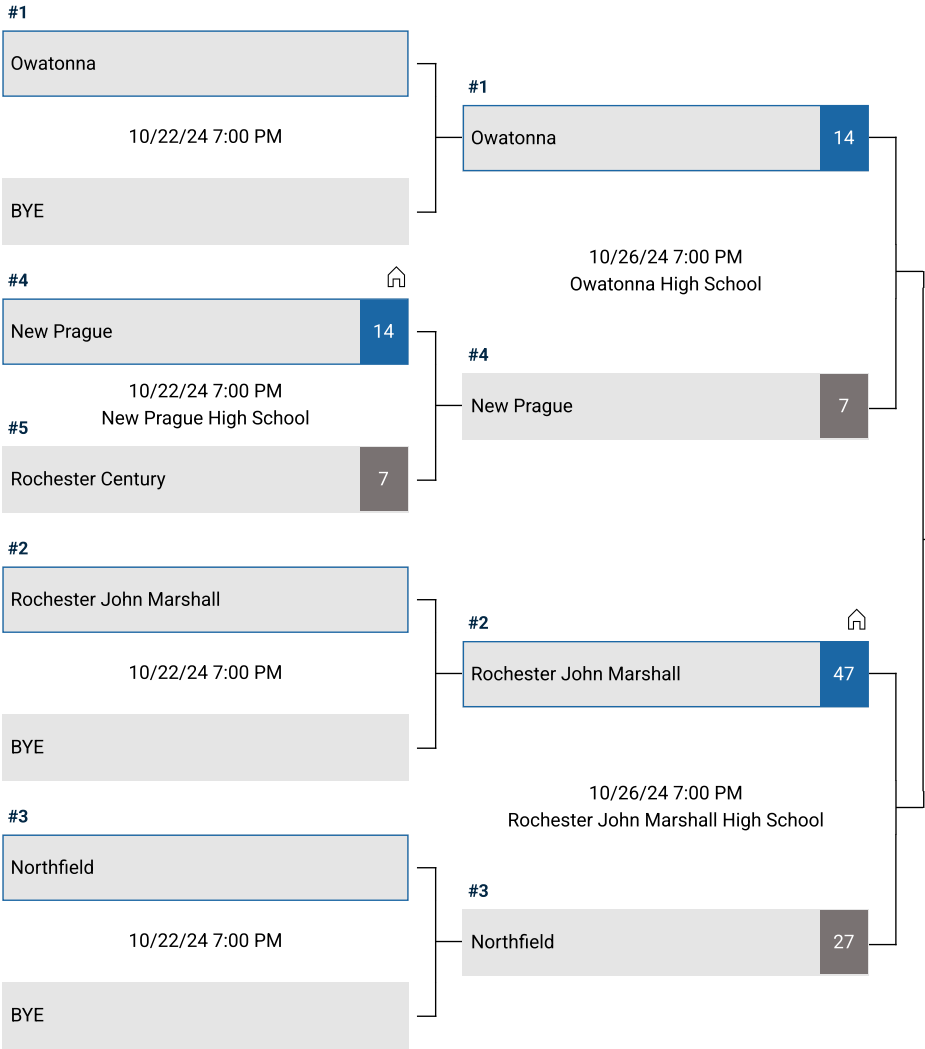 #1
Owatonna
10/22/24 7:00 PM
BYE
#4
New Prague
14
10/22/24 7:00 PM
New Prague High School
#5
Rochester Century
7
#2
Rochester John Marshall
10/22/24 7:00 PM
BYE
#3
Northfield
10/22/24 7:00 PM
BYE
#1
Owatonna
14
10/26/24 7:00 PM
Owatonna High School
#4
New Prague
7
#2
Rochester John Marshall
47
10/26/24 7:00 PM
Rochester John Marshall High School
#3
Northfield
27